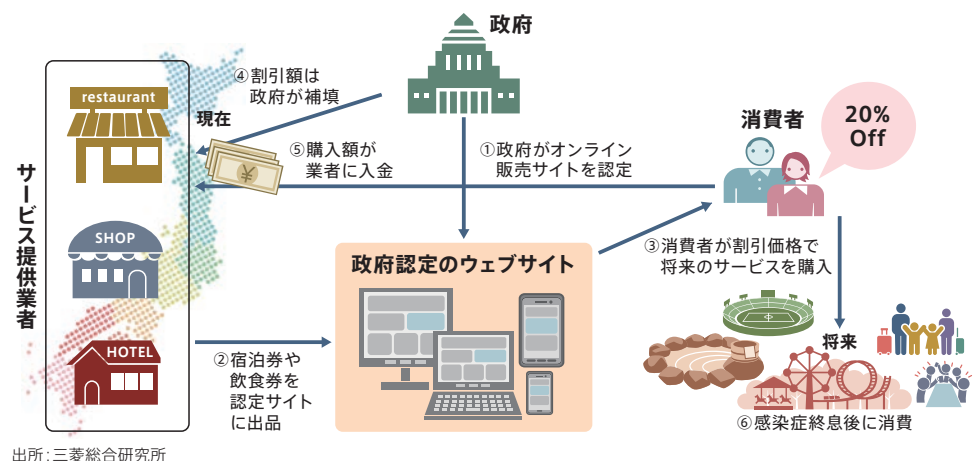 政府
④割引額は
政府が補填
現在
⑤購入額が
業者に入金
①政府がオンライン
販売サイトを認定
消費者
20%
Off
サービス提供業者
restaurant
SHOP
HOTEL
¥
政府認定のウェブサイト
②宿泊券や
飲食券を
認定サイト
に出品
③消費者が割引価格で
将来のサービスを購入
将来
⑥感染症終息後に消費
出所:三菱総合研究所